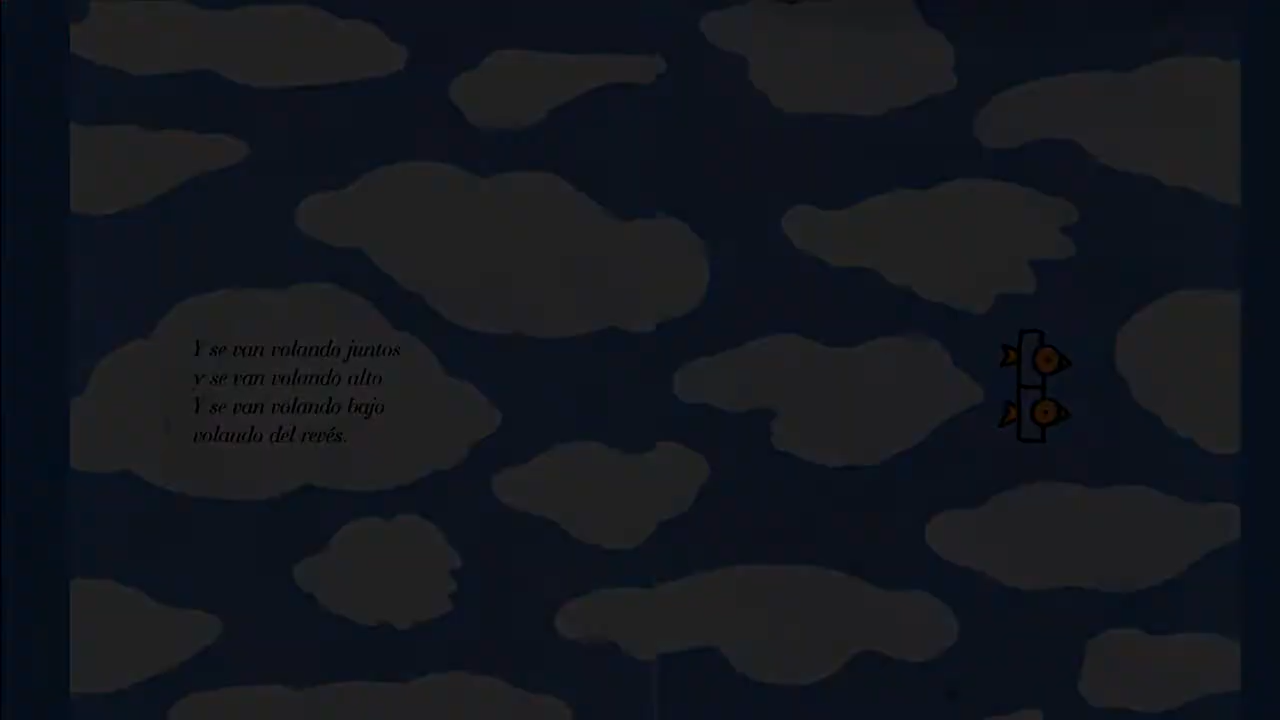 Y se van volando juntos
y se van volando alto
Y se van volando bajo
volando del revés.